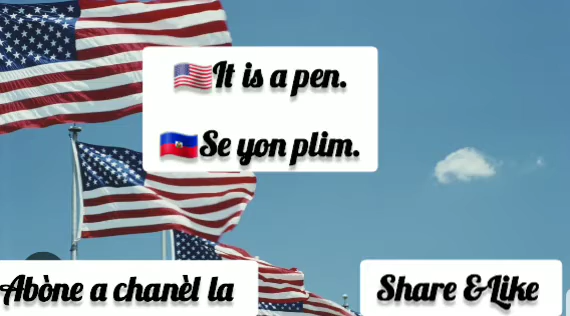 It is a pen.
Se yon plim.
Abòne a chanèl la
Share & Like